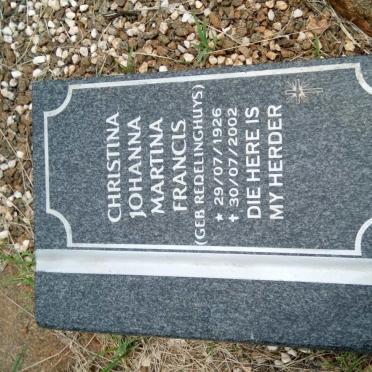 CHRISTINA
JOHANNA
MARTINA
FRANCIS
(GEB REDELINGHUYS)
* 29/07/1926
+ 30/07/2002
DIE HERE IS
MY HERDER